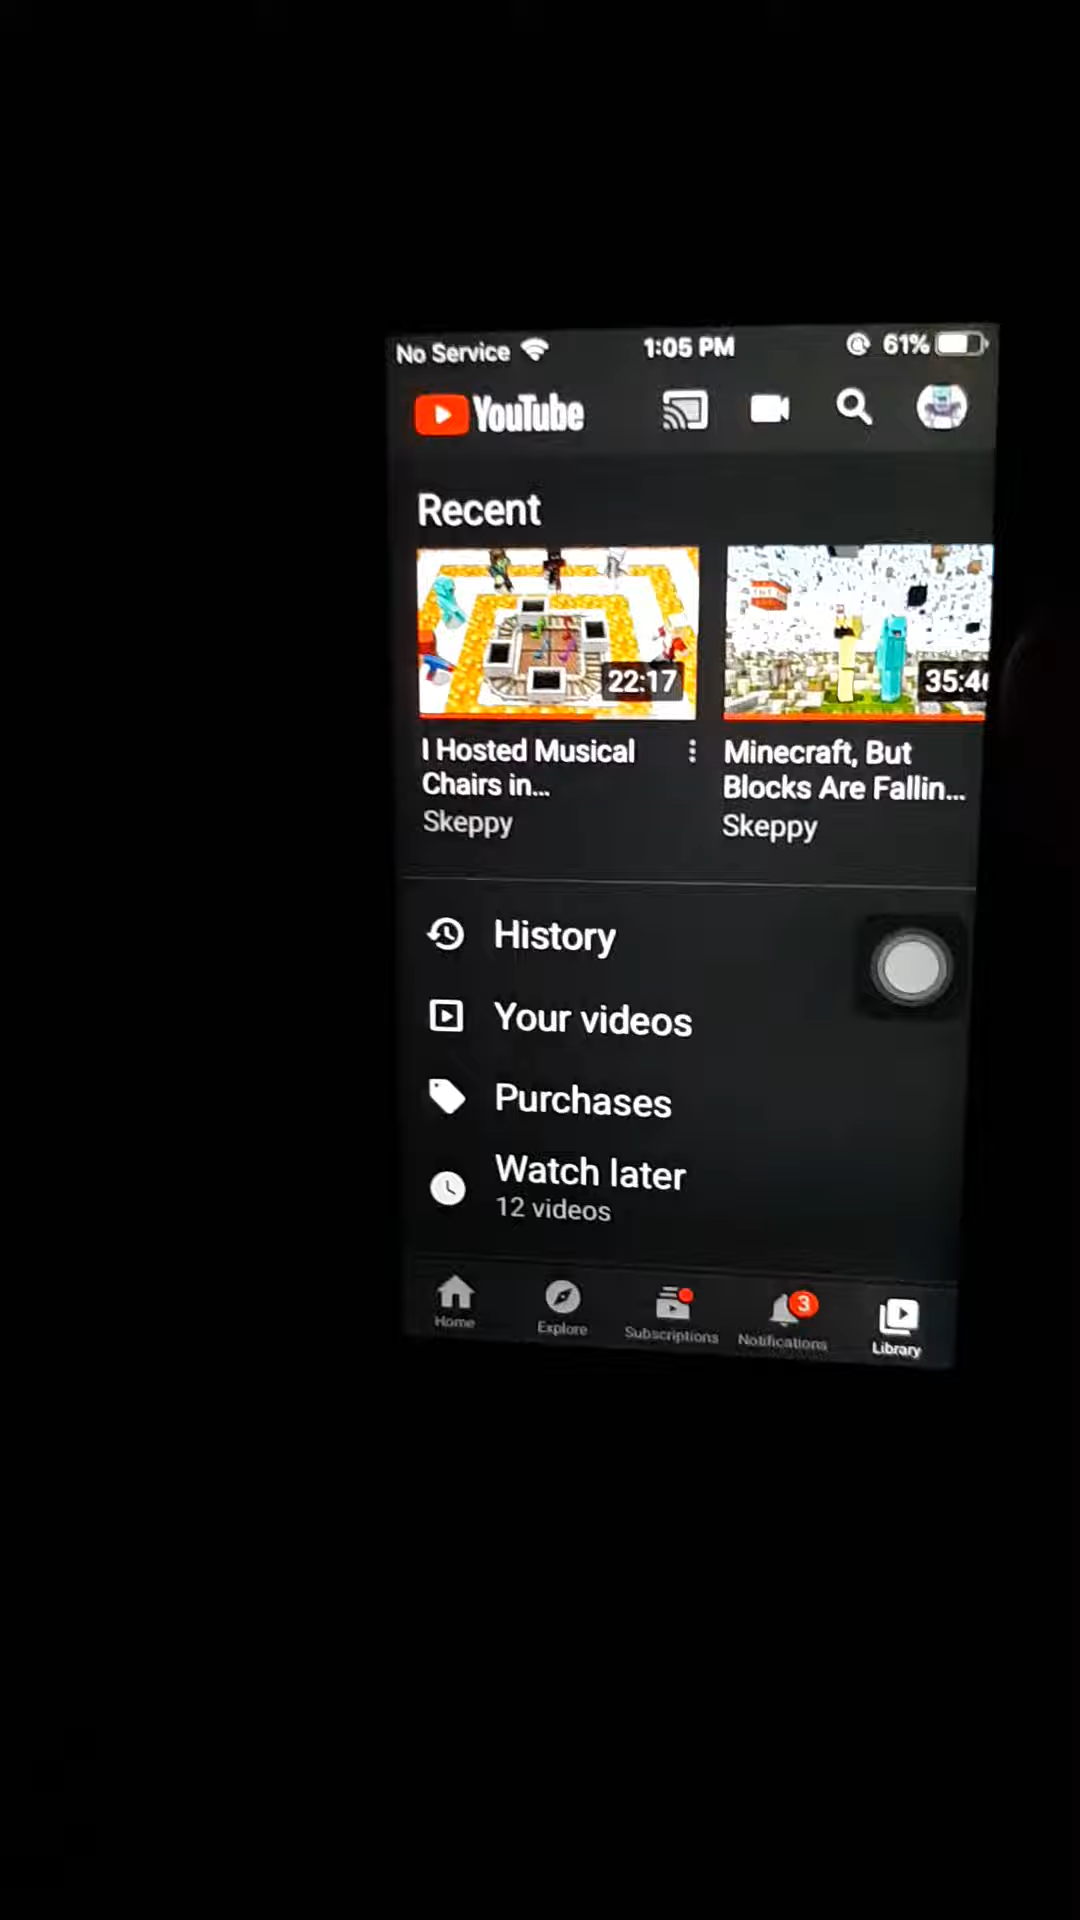 No Service 1:05 PM 61%
YouTube
Recent
22:17
I Hosted Musical
Chairs in...
Skeppy
Minecraft, But
Blocks Are Fallin...
Skeppy
History
Your videos
Purchases
Watch later
12 videos
Home Explore Subscriptions Notifications 3 Library